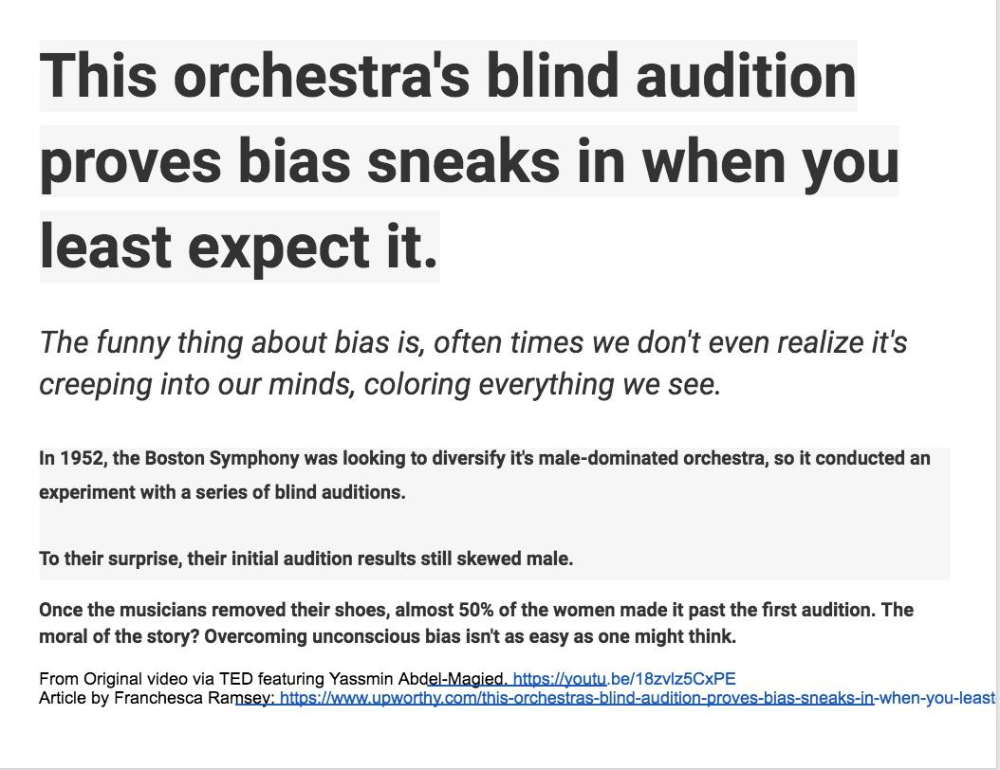 This orchestra's blind audition
proves bias sneaks in when you
least expect it.
The funny thing about bias is, often times we don't even realize it's
creeping into our minds, coloring everything we see.
In 1952, the Boston Symphony was looking to diversify it's male-dominated orchestra, so it conducted an
experiment with a series of blind auditions.
To their surprise, their initial audition results still skewed male.
Once the musicians removed their shoes, almost 50% of the women made it past the first audition. The
moral of the story? Overcoming unconscious bias isn't as easy as one might think.
From Original video via TED featuring Yassmin Abdel-Magied. https://youtu.be/18zvlz5CxPE
Article by Franchesca Ramsey: https://www.upworthy.com/this-orchestras-blind-audition-proves-bias-sneaks-in-when-you-least